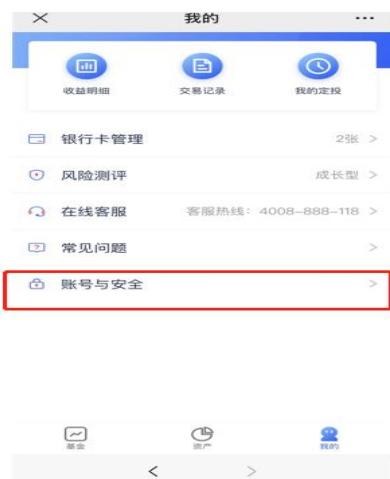 我的
收益明细 交易记录 我的定投
银行卡管理 2张 >
风险测评 成长型 >
在线客服 客服热线：4008-888-118 >
常见问题 >
账号与安全 >
基金 资产 我的